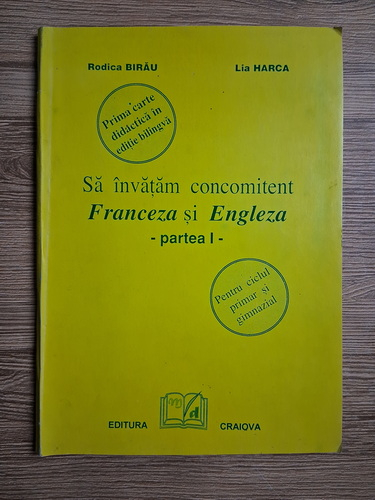 Rodica BIRĂU Lia HARCA
Prima carte
didactică în
ediție bilingvă
Să învățăm concomitent
Franceza și Engleza
- partea I -
Pentru ciclul
primar și
gimnazial
EDITURA CRAIOVA